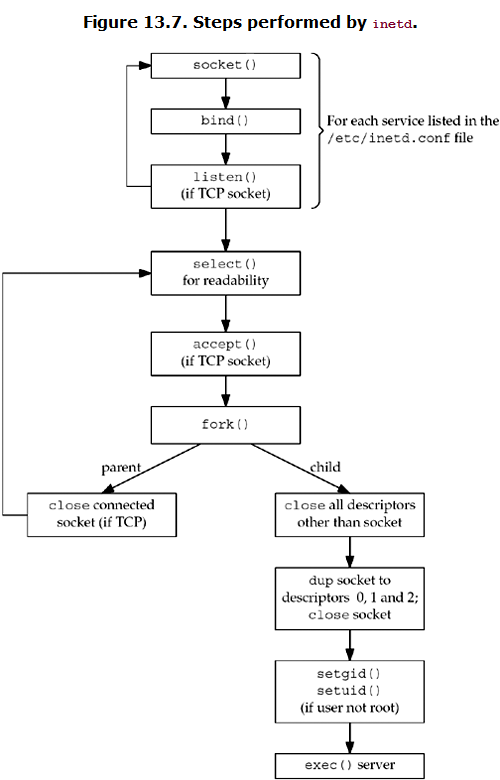 Figure 13.7. Steps performed by inetd.
socket()
bind()
For each service listed in the
/etc/inetd.conf file
listen()
(if TCP socket)
select()
for readability
accept()
(if TCP socket)
fork()
parent
child
close connected
socket (if TCP)
close all descriptors
other than socket
dup socket to
descriptors 0, 1 and 2;
close socket
setgid()
setuid()
(if user not root)
exec() server